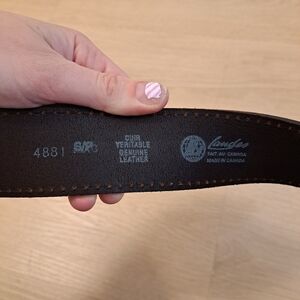 4881
CUIR
VERITABLE
GENUINE
LEATHER
FAIT AU CANADA
MADE IN CANADA